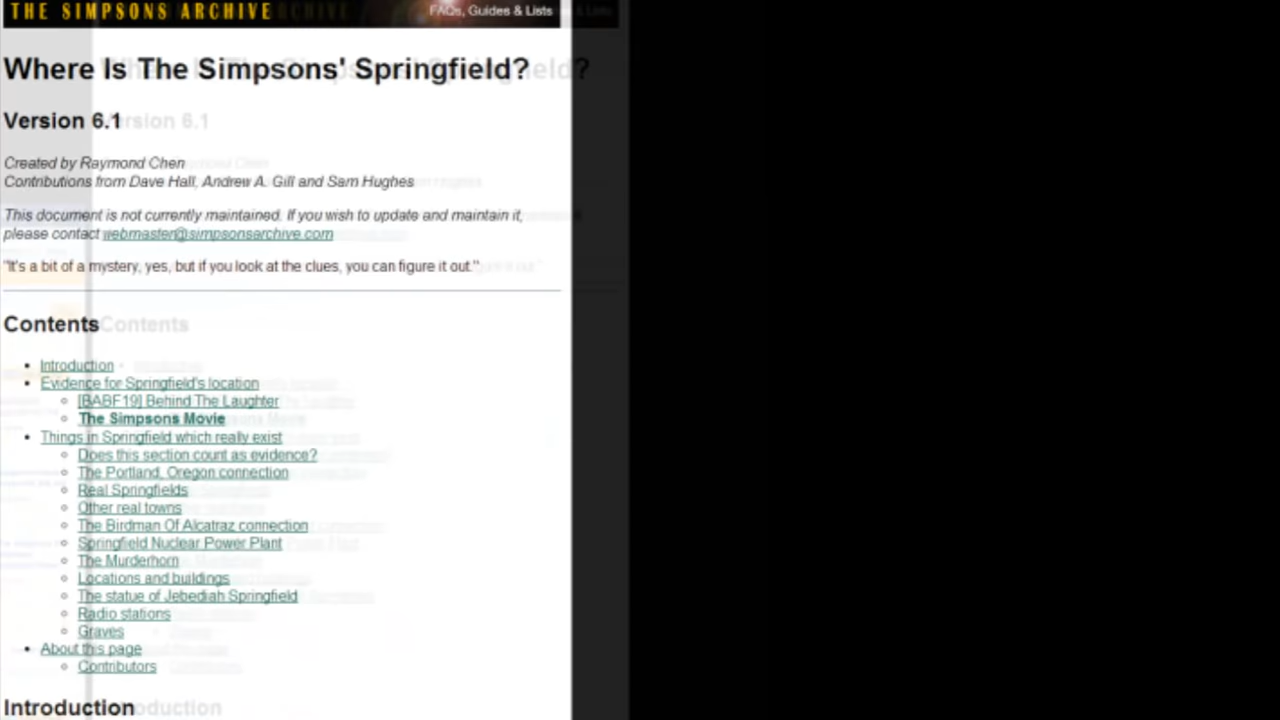 THE SIMPSONS ARCHIVE
FAQs, Guides & Lists
Where Is The Simpsons' Springfield?
Version 6.1
Created by Raymond Chen
Contributions from Dave Hall, Andrew A. Gill and Sam Hughes
This document is not currently maintained. If you wish to update and maintain it,
please contact webmaster@simpsonsarchive.com
"It's a bit of a mystery, yes, but if you look at the clues, you can figure it out."
Contents
• Introduction
• Evidence for Springfield's location
◦ [BABF19] Behind The Laughter
◦ The Simpsons Movie
• Things in Springfield which really exist
◦ Does this section count as evidence?
◦ The Portland, Oregon connection
◦ Real Springfields
◦ Other real towns
◦ The Birdman Of Alcatraz connection
◦ Springfield Nuclear Power Plant
◦ The Murderhorn
◦ Locations and buildings
◦ The statue of Jebediah Springfield
◦ Radio stations
◦ Graves
• About this page
◦ Contributors
Introduction